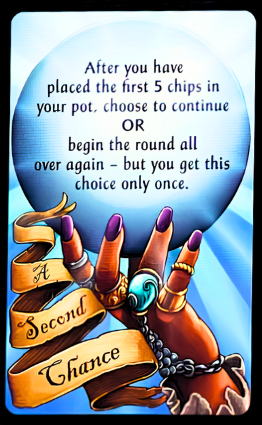 After you have
placed the first 5 chips in
your pot, choose to continue
OR
begin the round all
over again – but you get this
choice only once.
A
Second
Chance